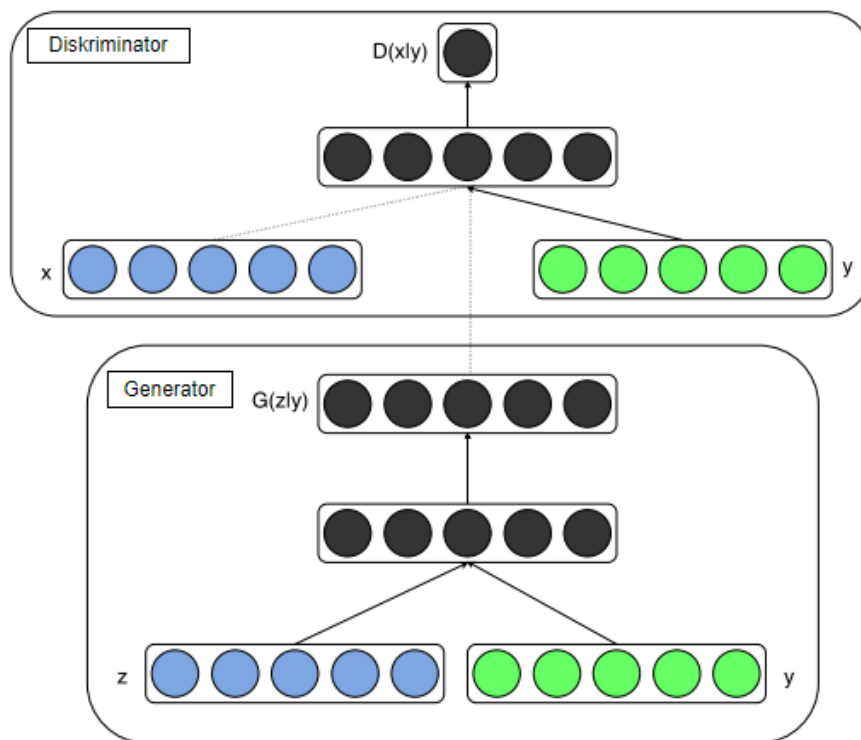 Diskriminator
D(x|y)
x
y
Generator
G(z|y)
z
y